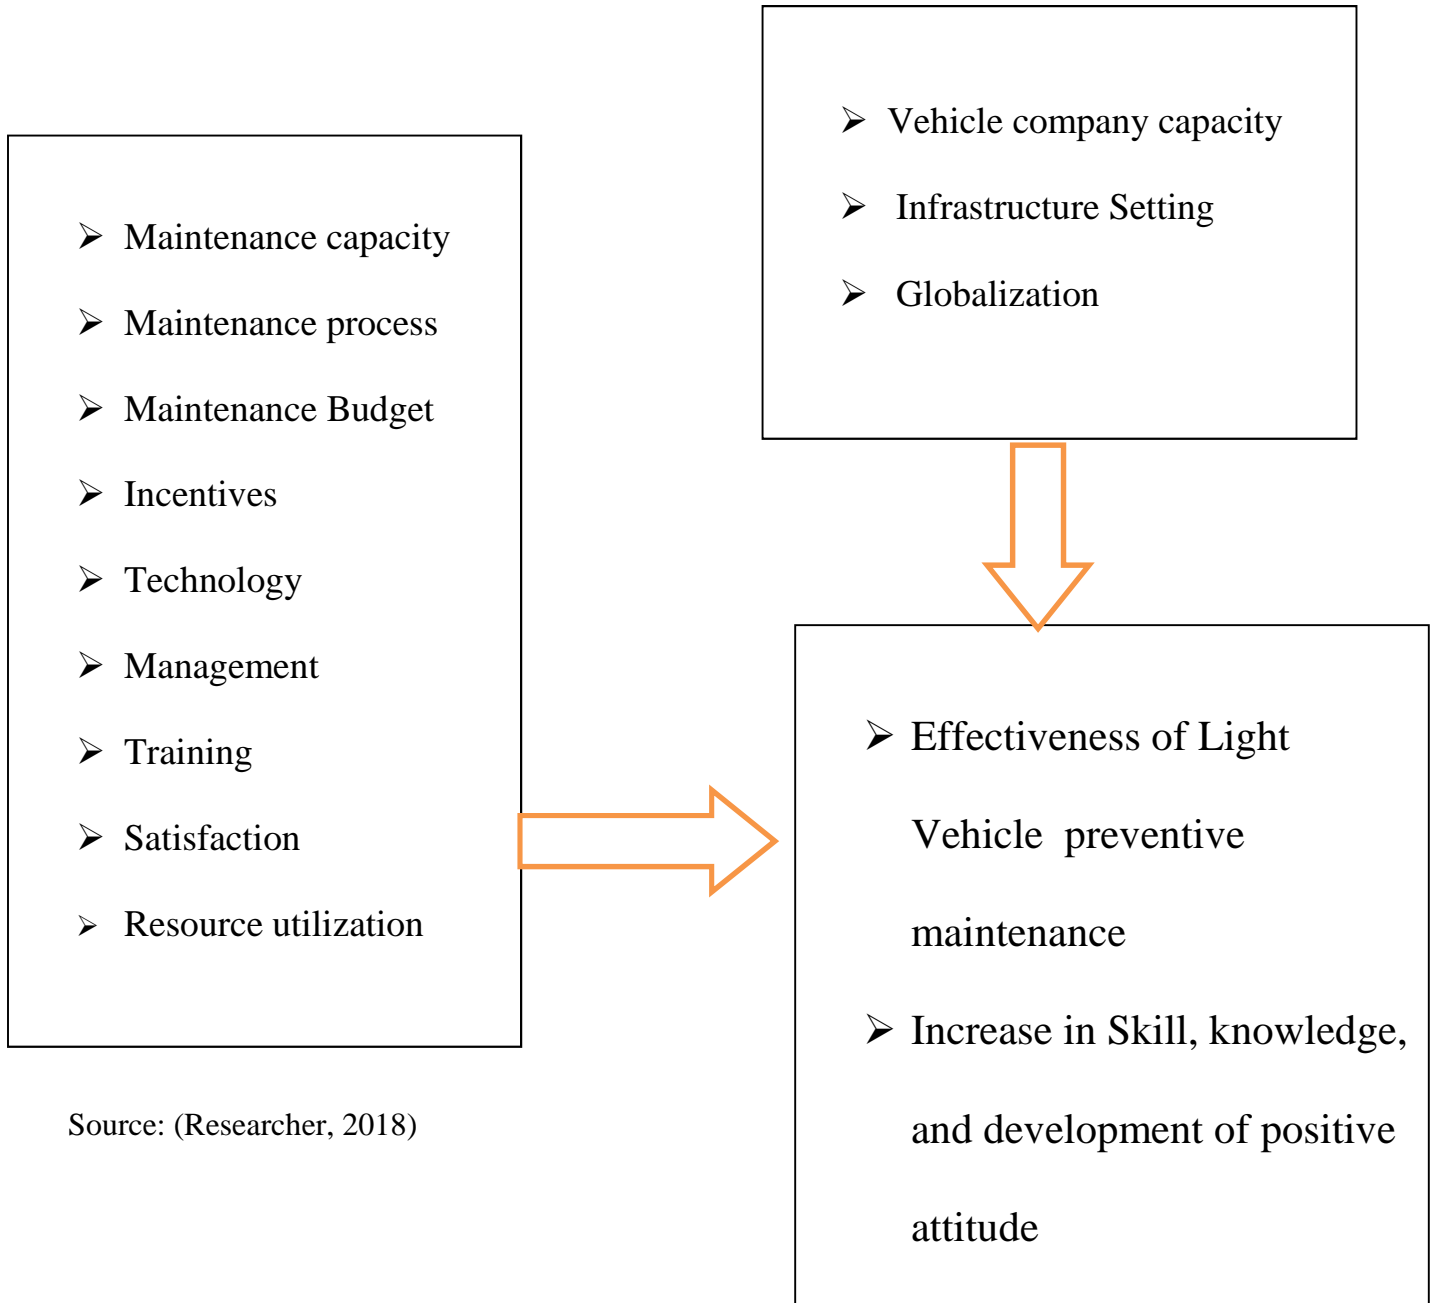 ➢ Maintenance capacity
➢ Maintenance process
➢ Maintenance Budget
➢ Incentives
➢ Technology
➢ Management
➢ Training
➢ Satisfaction
➢ Resource utilization
➢ Vehicle company capacity
➢ Infrastructure Setting
➢ Globalization
➢ Effectiveness of Light
Vehicle preventive
maintenance
➢ Increase in Skill, knowledge,
and development of positive
attitude
Source: (Researcher, 2018)